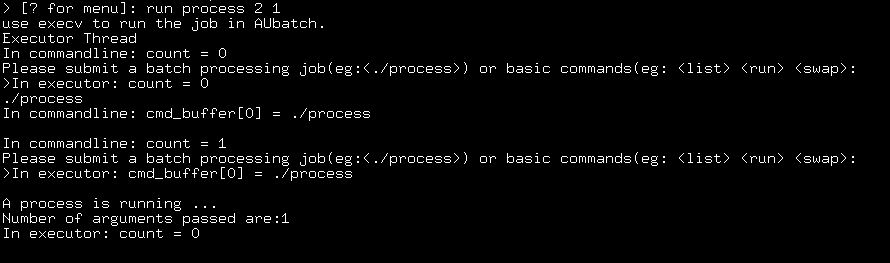 > [? for menu]: run process 2 1
use execv to run the job in AUbatch.
Executor Thread
In commandline: count = 0
Please submit a batch processing job(eg:<./process>) or basic commands(eg: <list> <run> <swap>:
>In executor: count = 0
./process
In commandline: cmd_buffer[0] = ./process
In commandline: count = 1
Please submit a batch processing job(eg:<./process>) or basic commands(eg: <list> <run> <swap>:
>In executor: cmd_buffer[0] = ./process
A process is running ...
Number of arguments passed are:1
In executor: count = 0